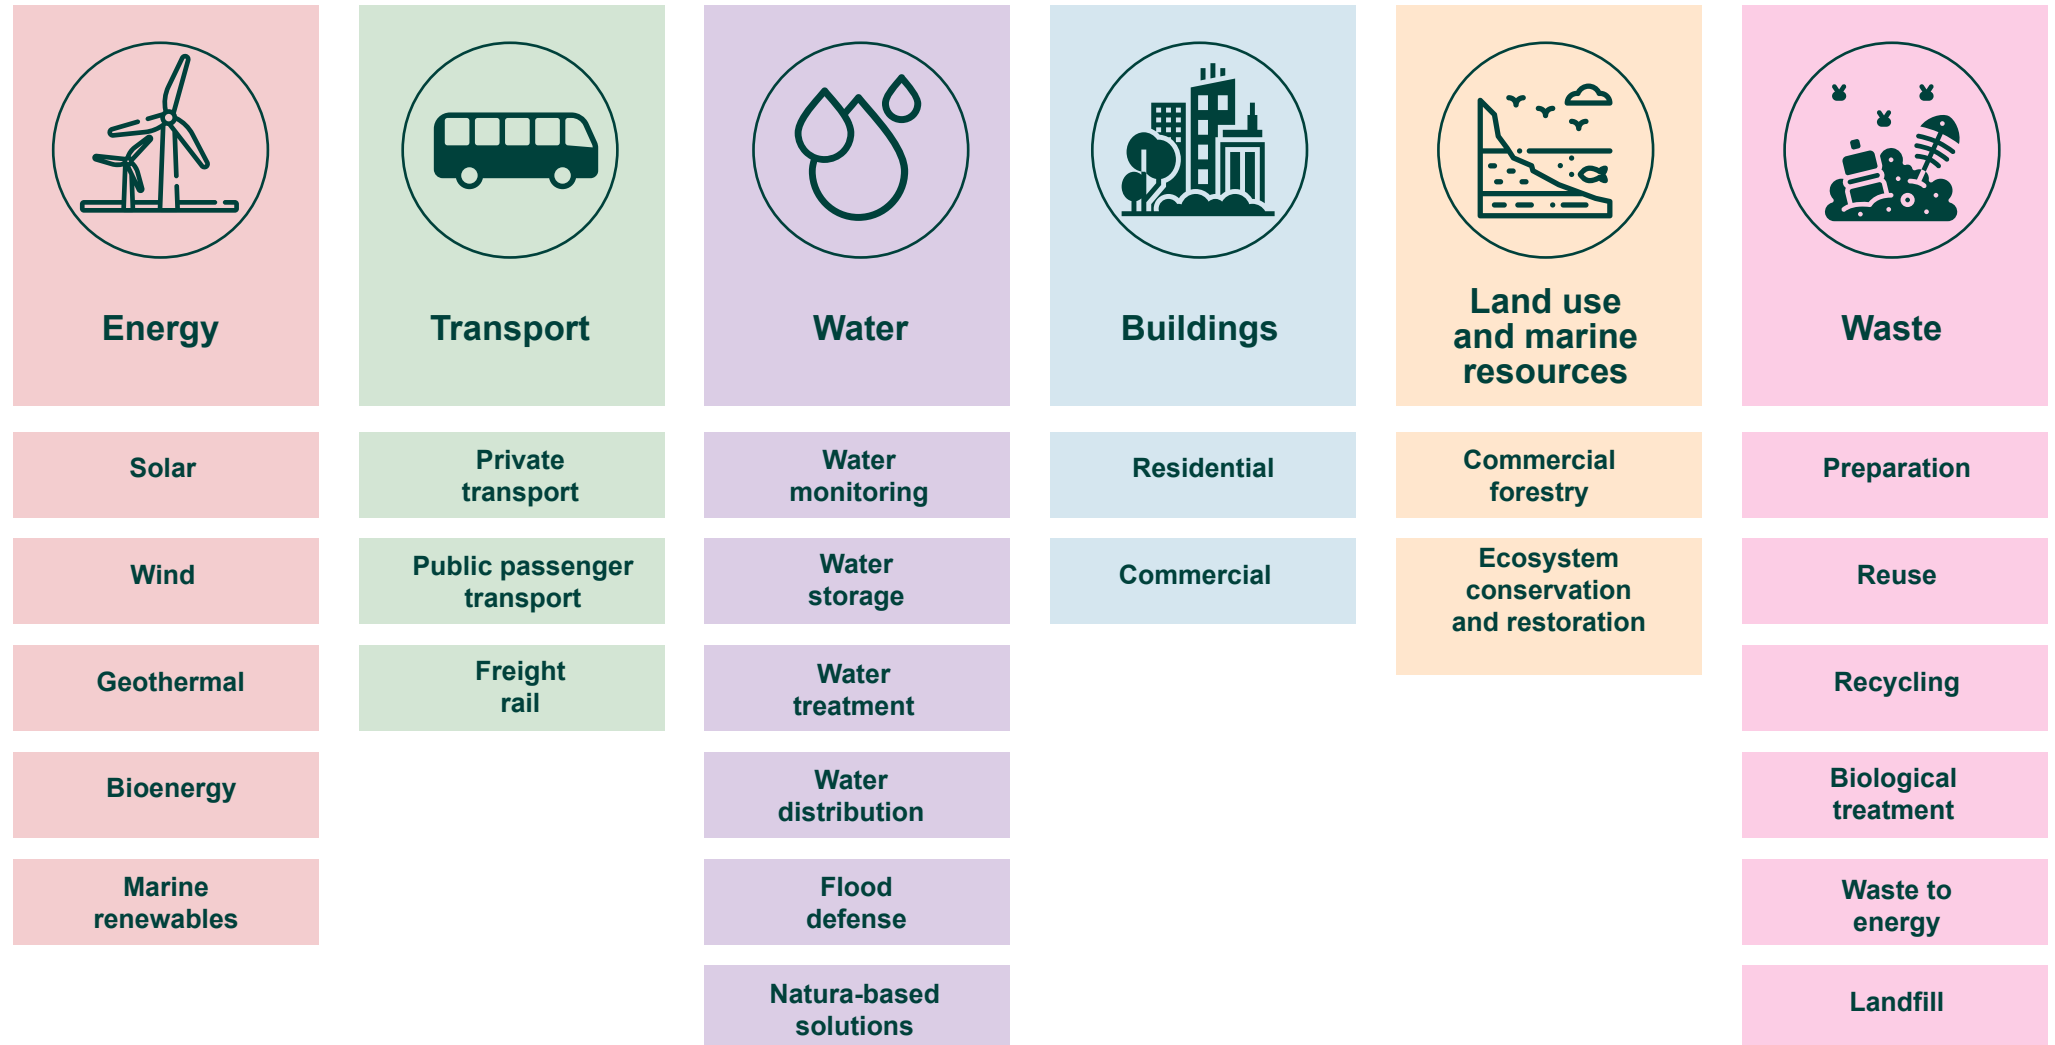 Energy
Solar
Wind
Geothermal
Bioenergy
Marine
renewables
Transport
Private
transport
Public passenger
transport
Freight
rail
Water
Water
monitoring
Water
storage
Water
treatment
Water
distribution
Flood
defense
Natura-based
solutions
Buildings
Residential
Commercial
Land use
and marine
resources
Commercial
forestry
Ecosystem
conservation
and restoration
Waste
Preparation
Reuse
Recycling
Biological
treatment
Waste to
energy
Landfill